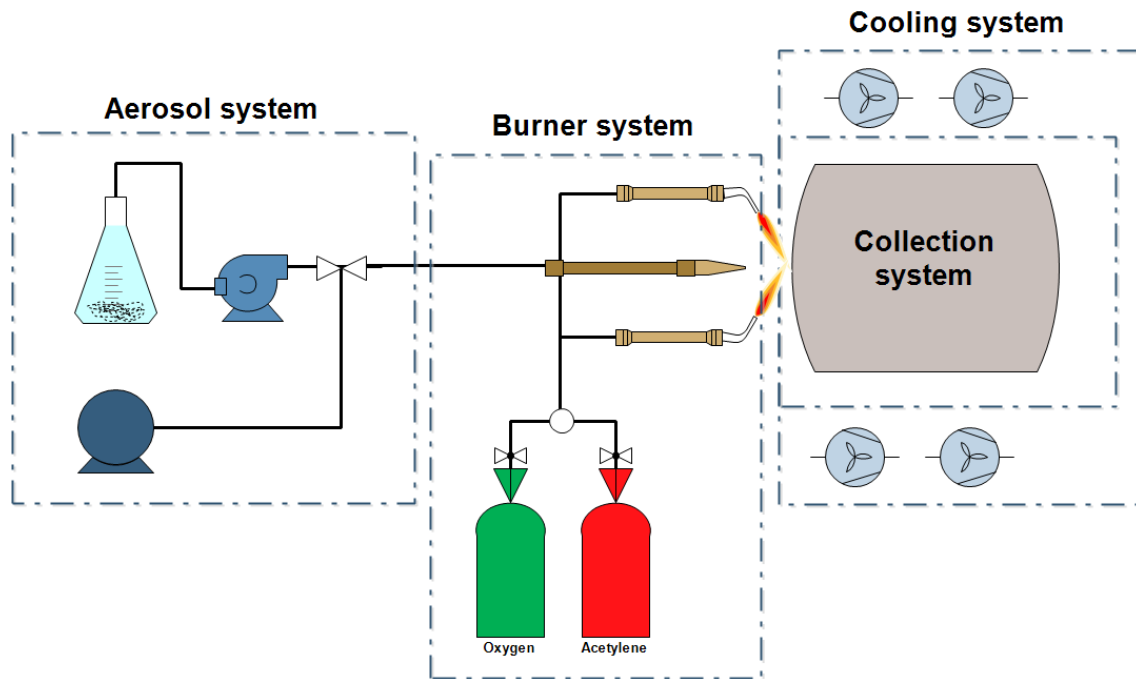 Cooling system
Aerosol system
Burner system
Collection
system
Oxygen
Acetylene